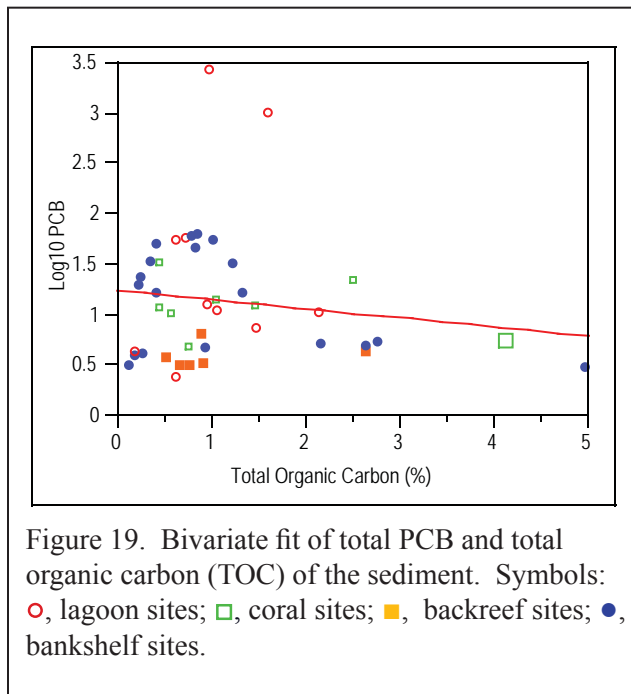 3.5
3
2.5
2
1.5
1
0.5
0
Log10 PCB
0 1 2 3 4 5
Total Organic Carbon (%)
Figure 19. Bivariate fit of total PCB and total
organic carbon (TOC) of the sediment. Symbols:
, lagoon sites; , coral sites; , backreef sites; ,
bankshelf sites.